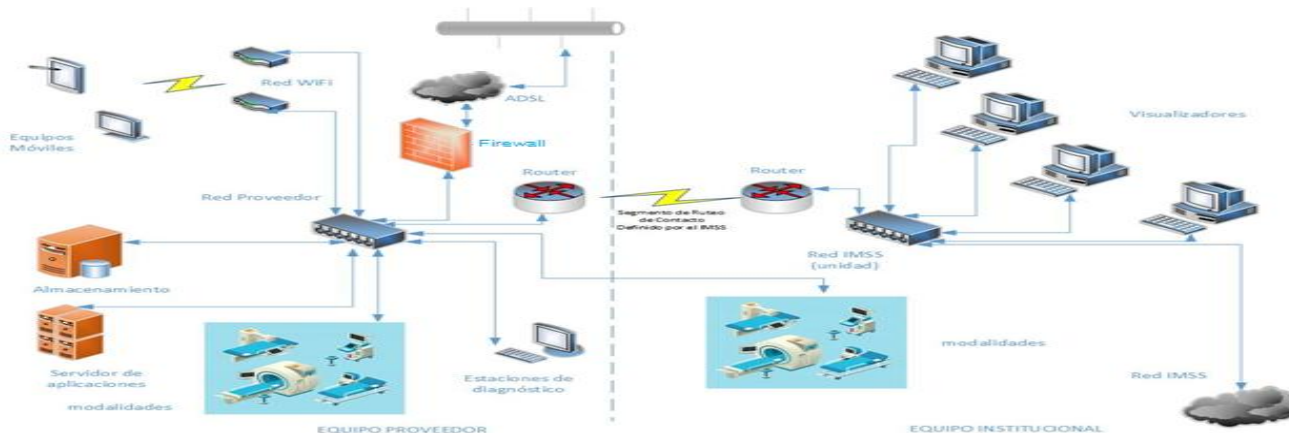 Red WIFI
ADSL
Equipos
Móviles
Firewall
Visualizadores
Router
Router
Red Proveedor
Segmento de Ruteo
de Contacto
Definido por el IMSS
Red IMSS
(unidad)
Almacenamiento
modalidades
Servidor de
aplicaciones
Estaciones de
diagnóstico
Red IMSS
modalidades
EQUIPO PROVEEDOR
EQUIPO INSTITUCIONAL